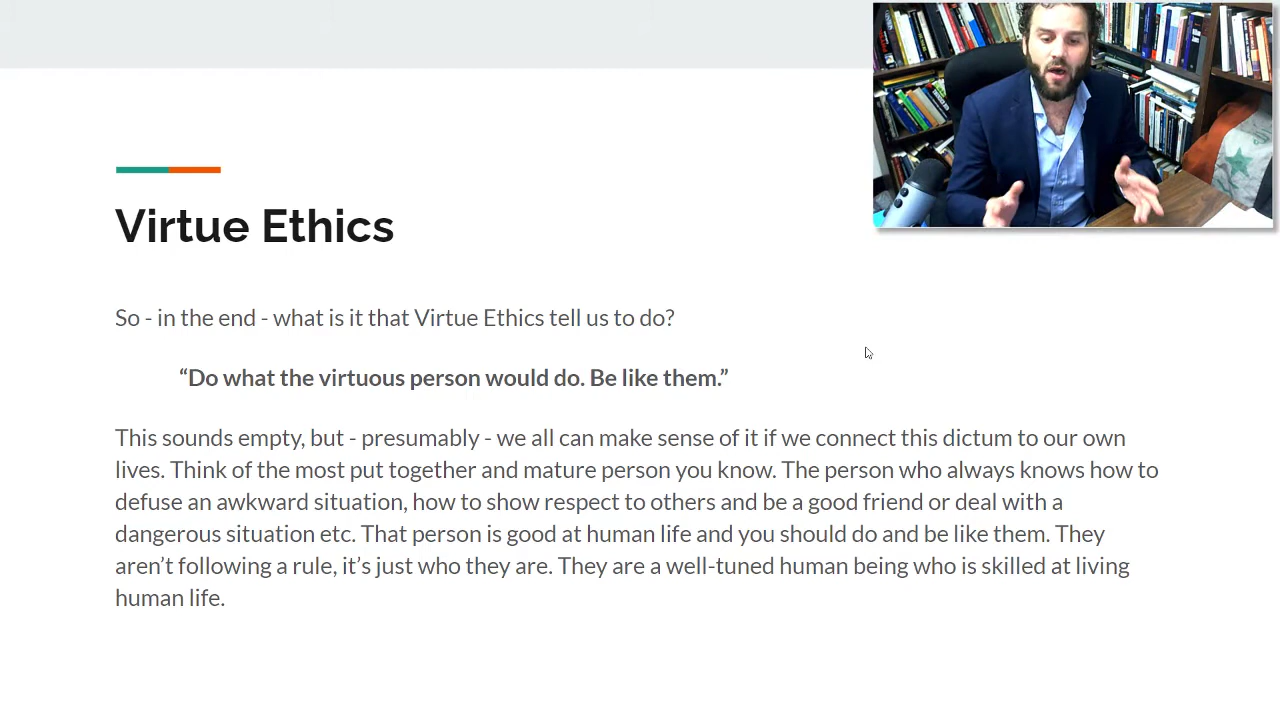 Virtue Ethics
So - in the end - what is it that Virtue Ethics tell us to do?
“Do what the virtuous person would do. Be like them.”
This sounds empty, but - presumably - we all can make sense of it if we connect this dictum to our own
lives. Think of the most put together and mature person you know. The person who always knows how to
defuse an awkward situation, how to show respect to others and be a good friend or deal with a
dangerous situation etc. That person is good at human life and you should do and be like them. They
aren’t following a rule, it’s just who they are. They are a well-tuned human being who is skilled at living
human life.